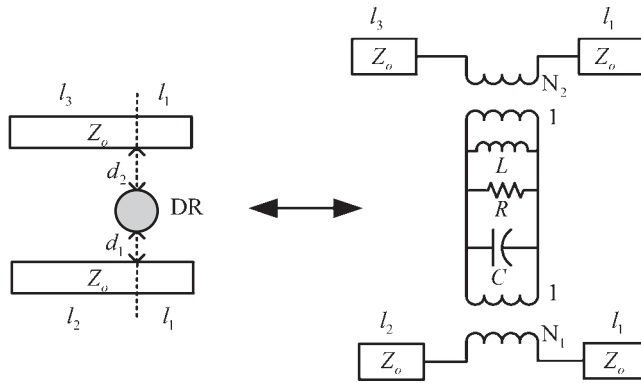 l₃ l₁
Zₒ
d₂
DR
d₁
Zₒ
l₂ l₁
l₃ l₁
Zₒ Zₒ
N₂
1
L
R
C
1
N₁
l₂ l₁
Zₒ Zₒ